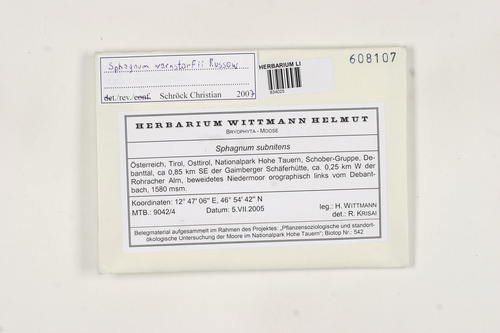 Sphagnum warnstorfii Russow
det./rev./conf. Schröck Christian 2007
HERBARIUM LI
834025
608107
HERBARIUM WITTMANN HELMUT
BRYOPHYTA - MOOSE
Sphagnum subnitens
Österreich, Tirol, Osttirol, Nationalpark Hohe Tauern, Schober-Gruppe, De-
banttal, ca 0,85 km SE der Gaimberger Schäferhütte, ca. 0,25 km W der
Rohracher Alm, beweidetes Niedermoor orographisch links vom Debant-
bach, 1580 msm.
Koordinaten: 12° 47' 06'' E, 46° 54' 42'' N
leg.: H. WITTMANN
MTB.: 9042/4 Datum: 5.VII.2005
det.: R. KRISAI
Belegmaterial aufgesammelt im Rahmen des Projektes: „Pflanzensoziologische und standort-
ökologische Untersuchung der Moore im Nationalpark Hohe Tauern"; Biotop Nr.: 542